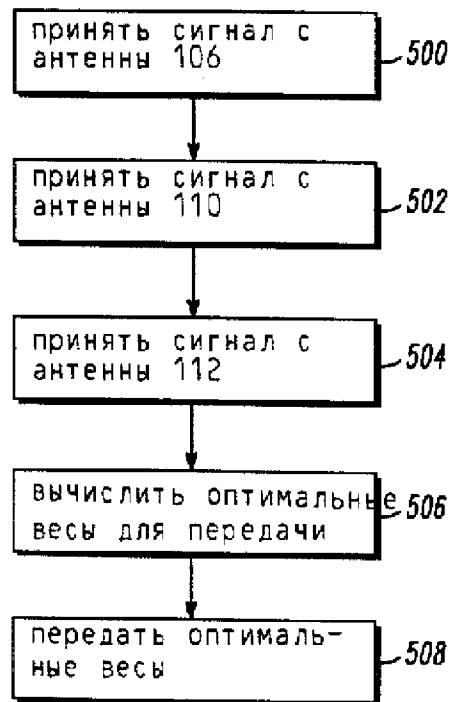 принять сигнал с
антенны 106
500
принять сигнал с
антенны 110
502
принять сигнал с
антенны 112
504
вычислить оптимальные
весы для передачи
506
передать оптималь-
ные весы
508